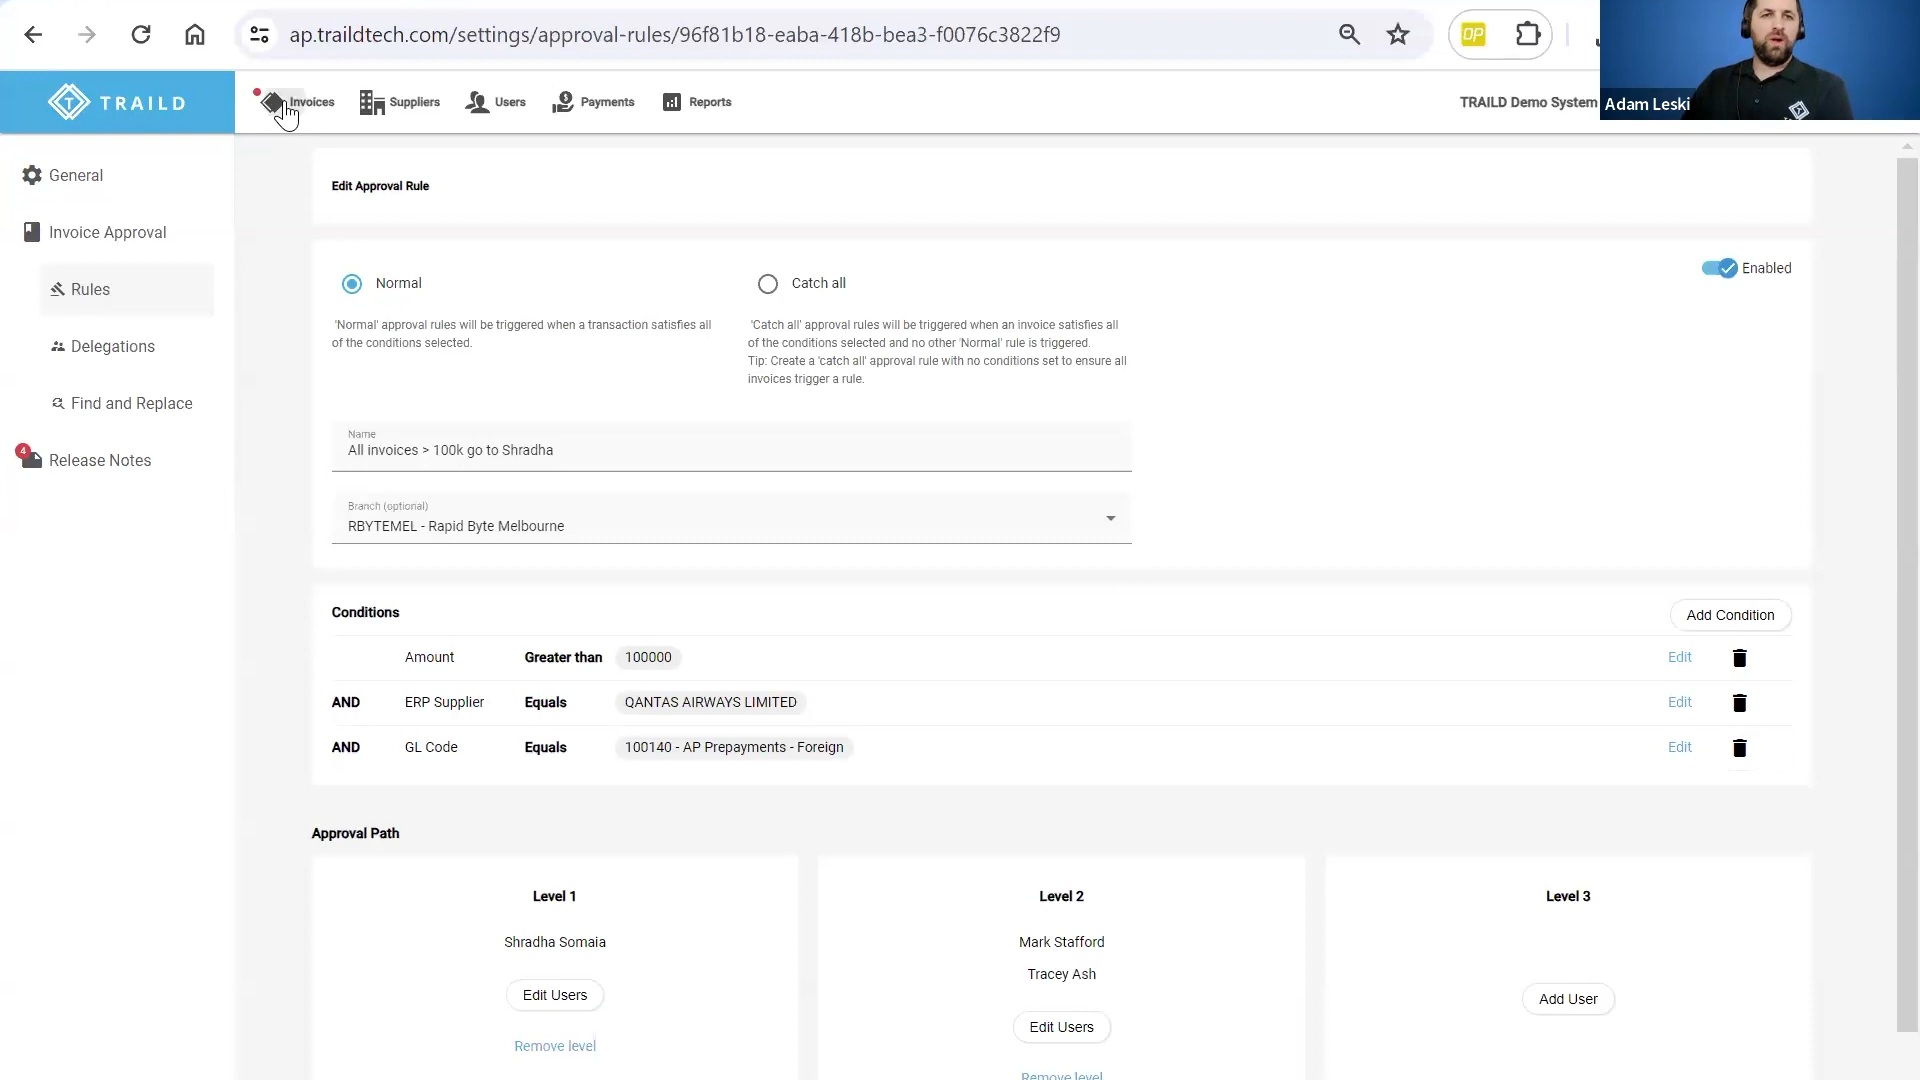 ap.traildtech.com/settings/approval-rules/96f81b18-eaba-418b-bea3-f0076c3822f9
OP
TRAILD
Invoices
Suppliers
Users
Payments
Reports
TRAILD Demo System
Adam Leski
General
Invoice Approval
Rules
Delegations
Find and Replace
4
Release Notes
Edit Approval Rule
Normal
'Normal' approval rules will be triggered when a transaction satisfies all
of the conditions selected.
Catch all
'Catch all' approval rules will be triggered when an invoice satisfies all
of the conditions selected and no other 'Normal' rule is triggered.
Tip: Create a 'catch all' approval rule with no conditions set to ensure all
invoices trigger a rule.
Enabled
Name
All invoices > 100k go to Shradha
Branch (optional)
RBYTEMEL - Rapid Byte Melbourne
Conditions
Add Condition
Amount Greater than 100000 Edit
AND ERP Supplier Equals QANTAS AIRWAYS LIMITED Edit
AND GL Code Equals 100140 - AP Prepayments - Foreign Edit
Approval Path
Level 1
Shradha Somaia
Edit Users
Remove level
Level 2
Mark Stafford
Tracey Ash
Edit Users
Remove level
Level 3
Add User